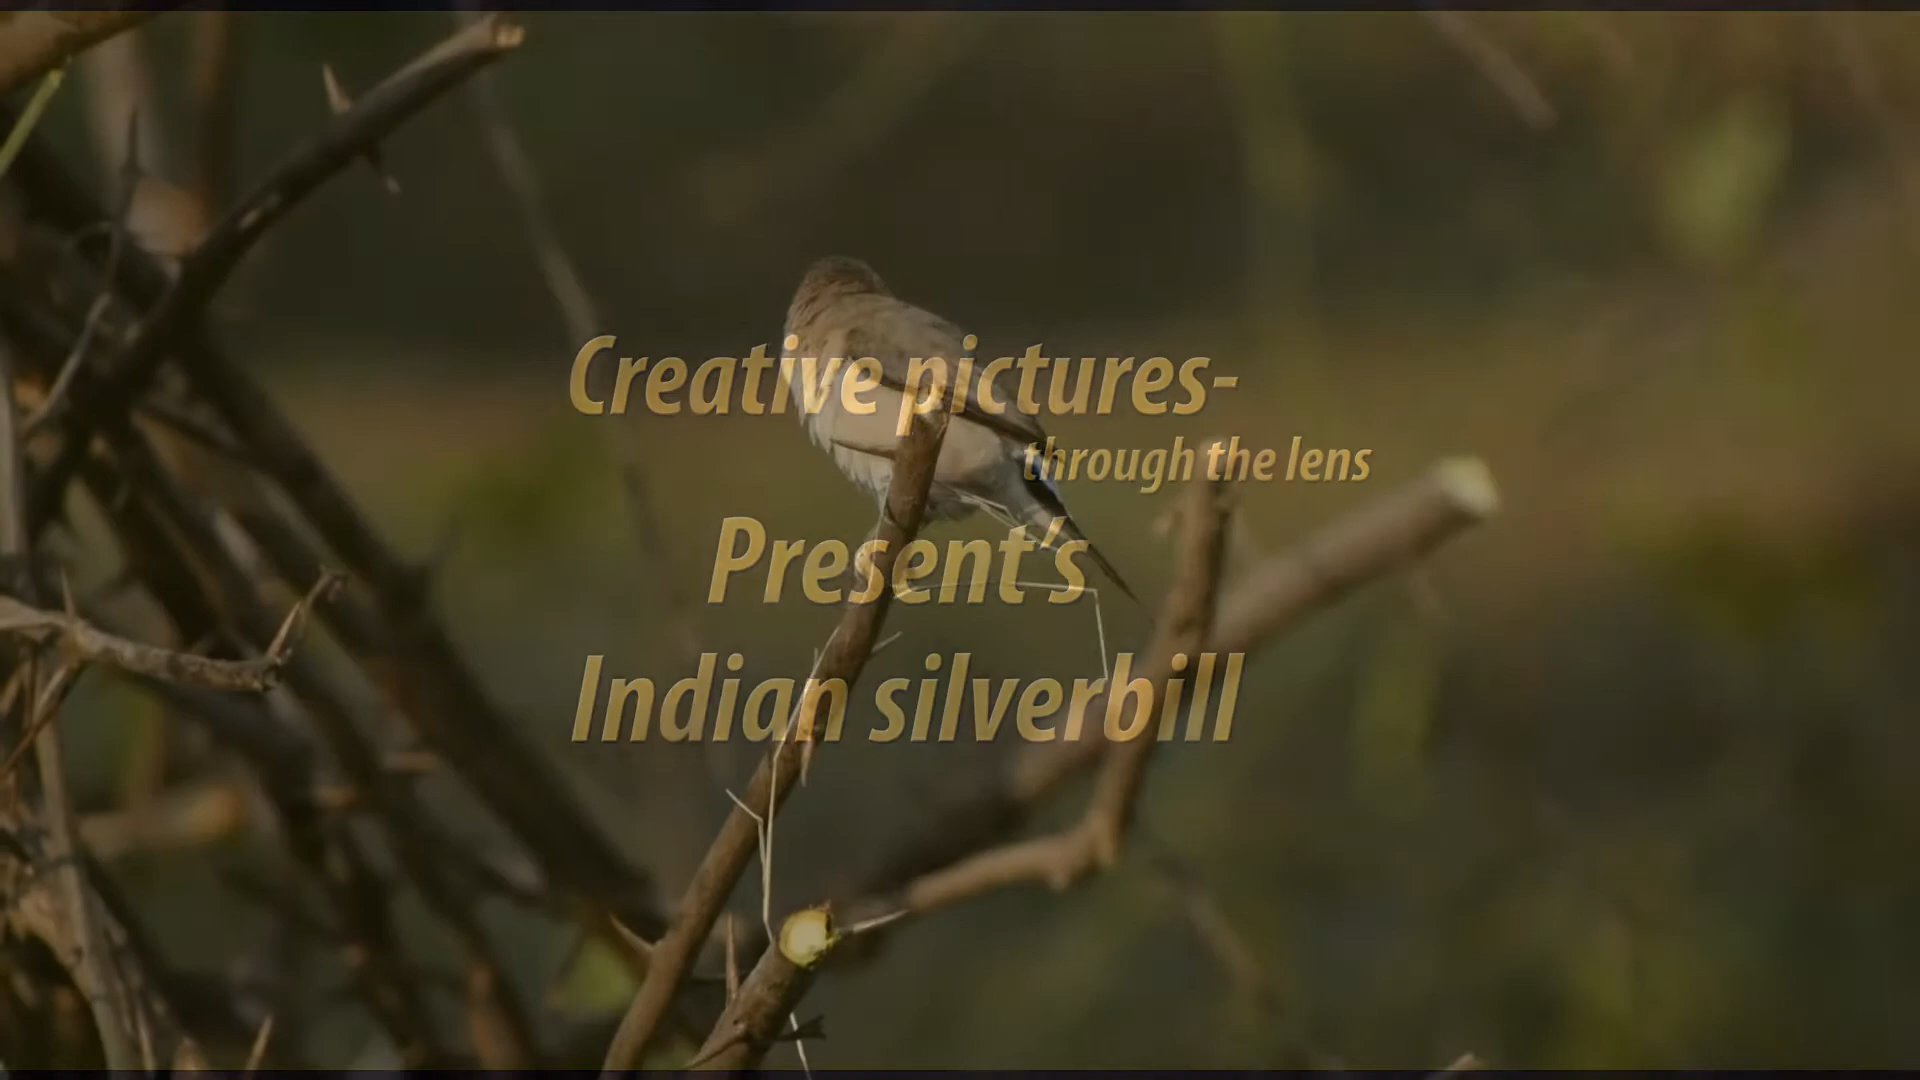 Creative pictures-
through the lens
Present's
Indian silverbill